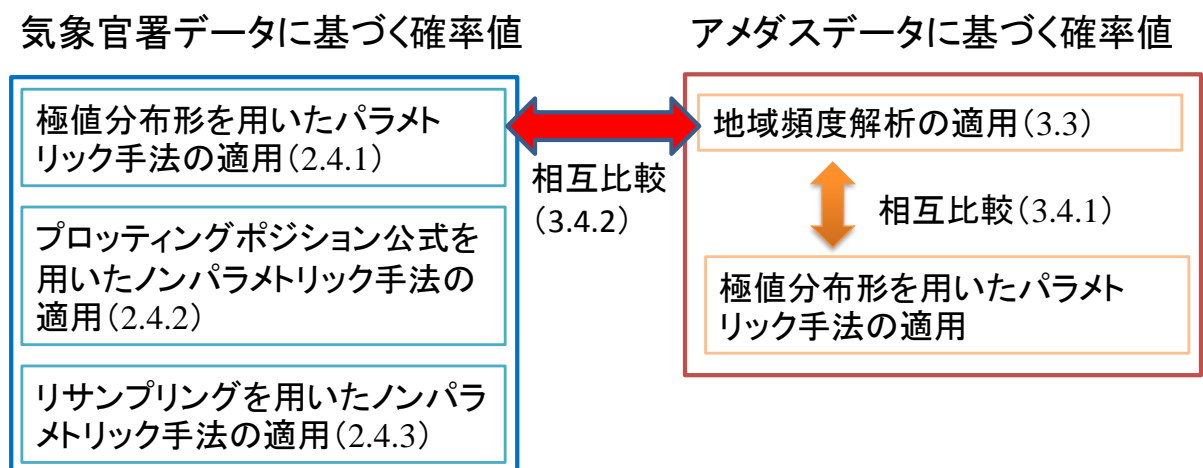 気象官署データに基づく確率値
極値分布形を用いたパラメト
リック手法の適用(2.4.1)
プロッティングポジション公式を
用いたノンパラメトリック手法の
適用(2.4.2)
リサンプリングを用いたノンパラ
メトリック手法の適用(2.4.3)
相互比較
(3.4.2)
アメダスデータに基づく確率値
地域頻度解析の適用(3.3)
相互比較(3.4.1)
極値分布形を用いたパラメト
リック手法の適用